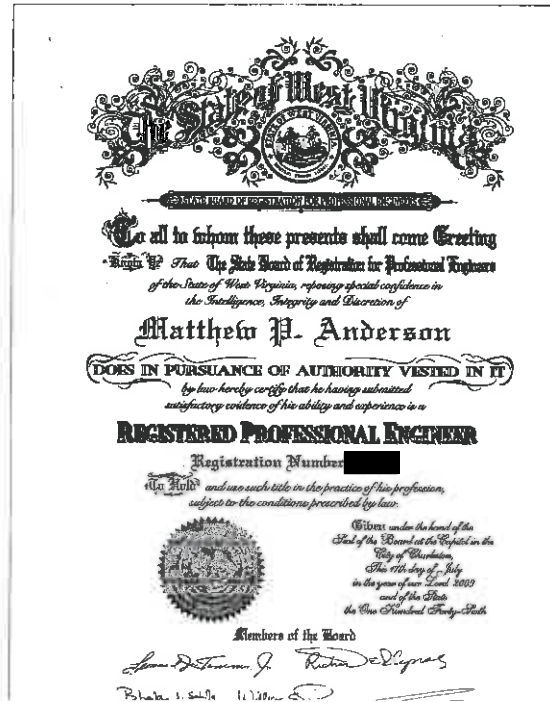 The State of West Virginia
STATE OF WEST VIRGINIA
STATE BOARD OF REGISTRATION FOR PROFESSIONAL ENGINEERS
To all to whom these presents shall come Greeting
Know Ye That The State Board of Registration for Professional Engineers
of the State of West Virginia, reposing special confidence in
the Intelligence, Integrity and Discretion of
Matthew P. Anderson
DOES IN PURSUANCE OF AUTHORITY VESTED IN IT
by law hereby certify that he having submitted
satisfactory evidence of his ability and experience is a
REGISTERED PROFESSIONAL ENGINEER
Registration Number
To Hold and use such title in the practice of his profession,
subject to the conditions prescribed by law.
Given under the hand of the
Seal of the Board at the Capitol in the
City of Charleston,
This 17th day of July
in the year of our Lord 2009
and of the State
the One Hundred Forty-Sixth
Members of the Board